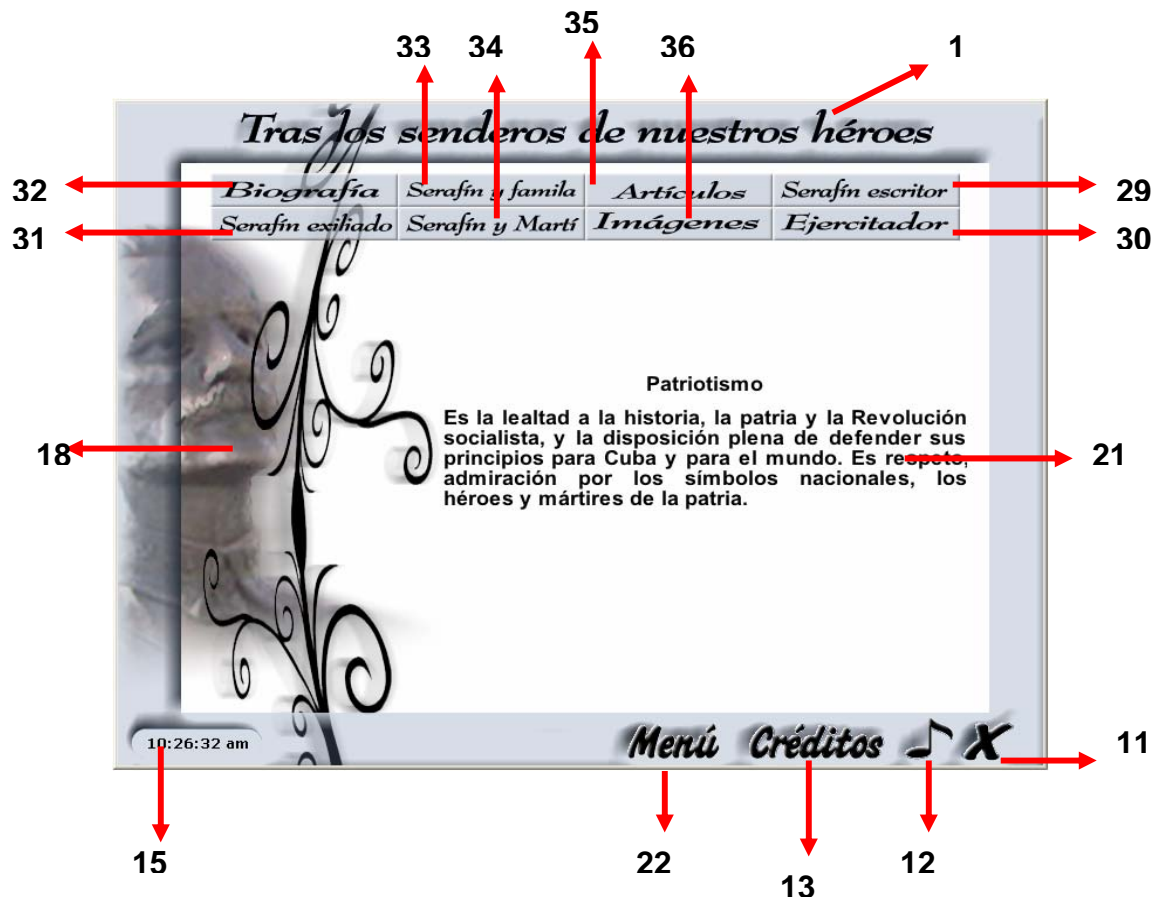 35
33 34 36 1
Tras los senderos de nuestros héroes
32 Biografía Serafín y famila Artículos Serafín escritor 29
31 Serafín exiliado Serafín y Martí Imágenes Ejercitador 30
Patriotismo
Es la lealtad a la historia, la patria y la Revolución
socialista, y la disposición plena de defender sus
18 principios para Cuba y para el mundo. Es respeto, 21
admiración por los símbolos nacionales, los
héroes y mártires de la patria.
10:26:32 am Menú Créditos X 11
15 22 13 12